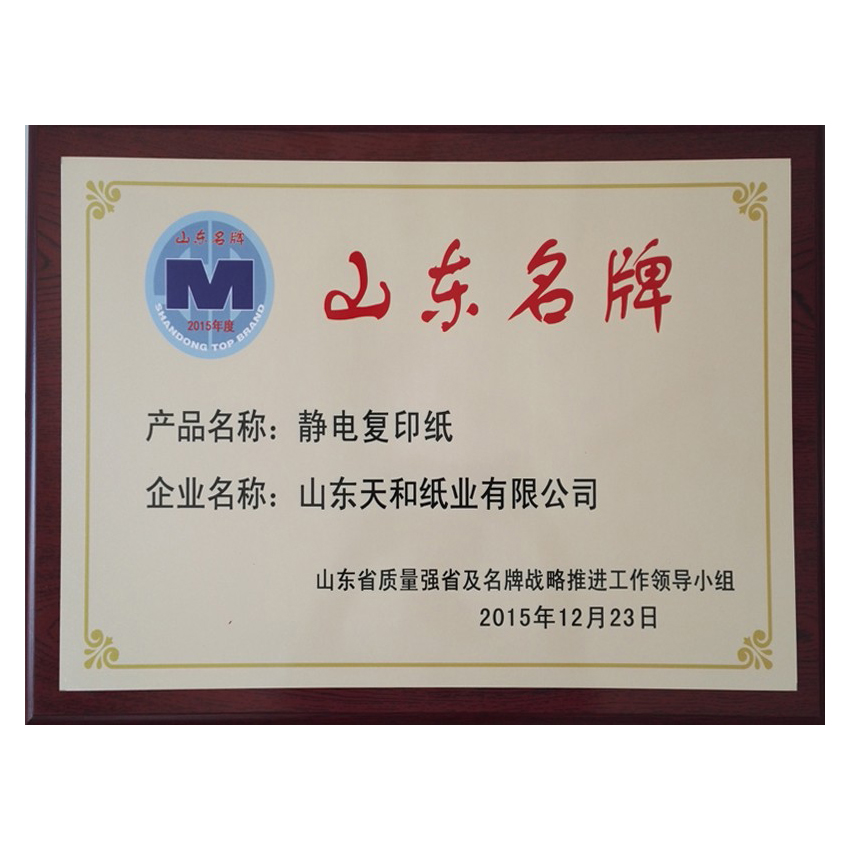 山东名牌
M
2015年度
SHANDONG TOP BRAND
山东名牌
产品名称：静电复印纸
企业名称：山东天和纸业有限公司
山东省质量强省及名牌战略推进工作领导小组
2015年12月23日